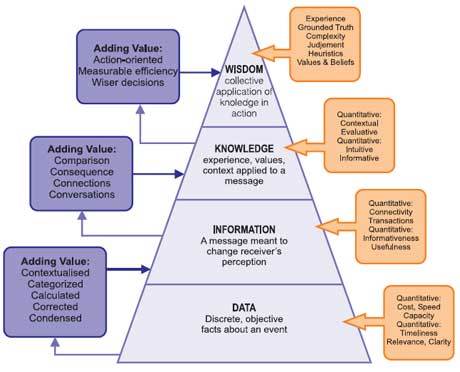 Adding Value:
Action-oriented
Measurable efficiency
Wiser decisions
WISDOM
collective
application of
knoledge in
action
Experience
Grounded Truth
Complexity
Judjement
Heuristics
Values & Beliefs
Adding Value:
Comparison
Consequence
Connections
Conversations
KNOWLEDGE
experience, values,
context applied to a
message
Quantitative:
Contextual
Evaluative
Quantitative:
Intuitive
Informative
Adding Value:
Contextualised
Categorized
Calculated
Corrected
Condensed
INFORMATION
A message meant to
change receiver's
perception
Quantitative:
Connectivity
Transactions
Quantitative:
Informativeness
Usefulness
DATA
Discrete, objective
facts about an event
Quantitative:
Cost, Speed
Capacity
Quantitative:
Timeliness
Relevance, Clarity